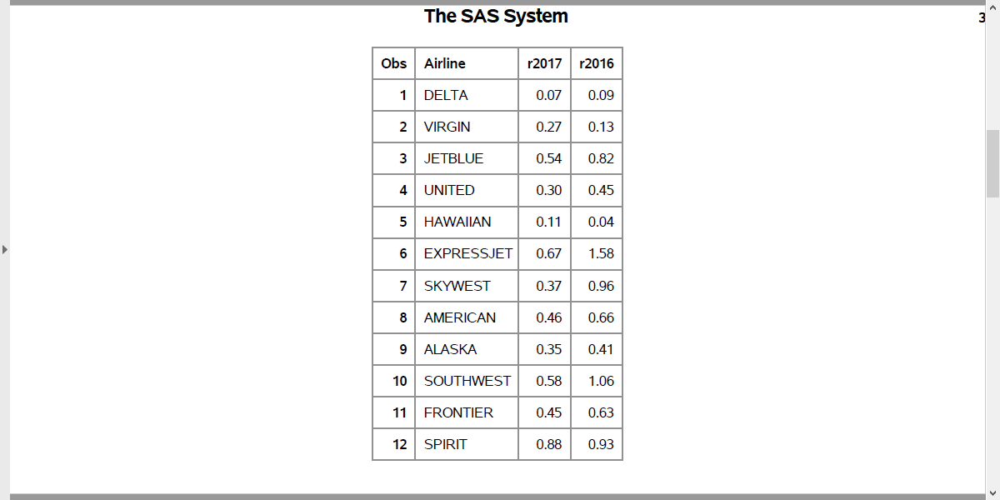 The SAS System
3
Obs Airline r2017 r2016
1 DELTA 0.07 0.09
2 VIRGIN 0.27 0.13
3 JETBLUE 0.54 0.82
4 UNITED 0.30 0.45
5 HAWAIIAN 0.11 0.04
6 EXPRESSJET 0.67 1.58
7 SKYWEST 0.37 0.96
8 AMERICAN 0.46 0.66
9 ALASKA 0.35 0.41
10 SOUTHWEST 0.58 1.06
11 FRONTIER 0.45 0.63
12 SPIRIT 0.88 0.93